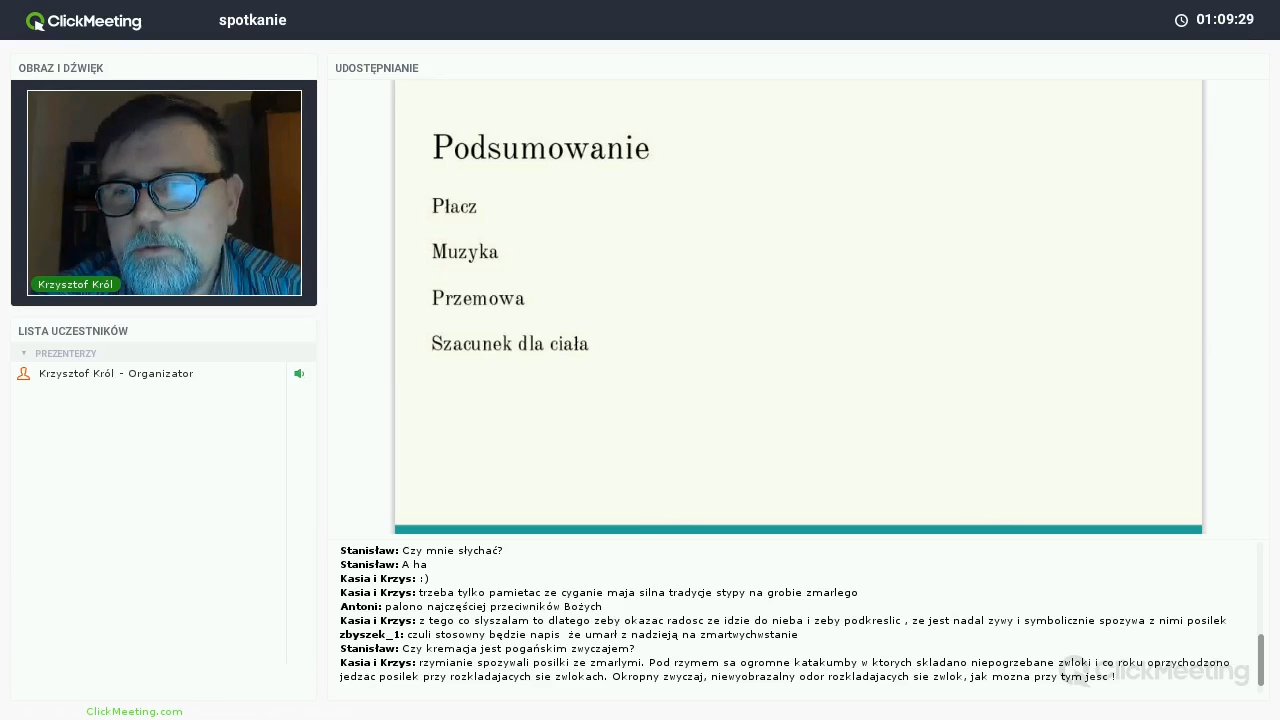 ClickMeeting
spotkanie
01:09:29
OBRAZ I DŹWIĘK
UDOSTĘPNIANIE
Krzysztof Król
LISTA UCZESTNIKÓW
PREZENTERZY
Krzysztof Król - Organizator
Podsumowanie
Płacz
Muzyka
Przemowa
Szacunek dla ciała
Stanisław: Czy mnie słychać?
Stanisław: A ha
Kasia i Krzys: :)
Kasia i Krzys: trzeba tylko pamietac ze cyganie maja silna tradycje stypy na grobie zmarlego
Antoni: palono najczęściej przeciwników Bożych
Kasia i Krzys: z tego co slyszalam to dlatego zeby okazac radosc ze idzie do nieba i zeby podkreslic , ze jest nadal zywy i symbolicznie spozywa z nimi posilek
zbyszek_1: czuli stosowny będzie napis  że umarł z nadzieją na zmartwychwstanie
Stanisław: Czy kremacja jest pogańskim zwyczajem?
Kasia i Krzys: rzymianie spozywali posilki ze zmarlymi. Pod rzymem sa ogromne katakumby w ktorych skladano niepogrzebane zwloki i co roku oprzychodzono
jedzac posilek przy rozkladajacych sie zwlokach. Okropny zwyczaj, niewyobrazalny odor rozkladajacych sie zwlok, jak mozna przy tym jesc !
ClickMeeting
ClickMeeting.com